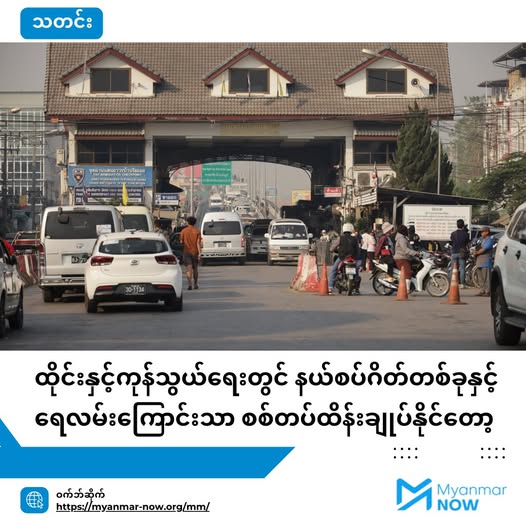 သတင်း
ထိုင်းနှင့်ကုန်သွယ်ရေးတွင် နယ်စပ်ဂိတ်တစ်ခုနှင့်
ရေလမ်းကြောင်းသာ စစ်တပ်ထိန်းချုပ်နိုင်တော့
ဝက်ဘ်ဆိုက်
https://myanmar-now.org/mm/
Myanmar
NOW